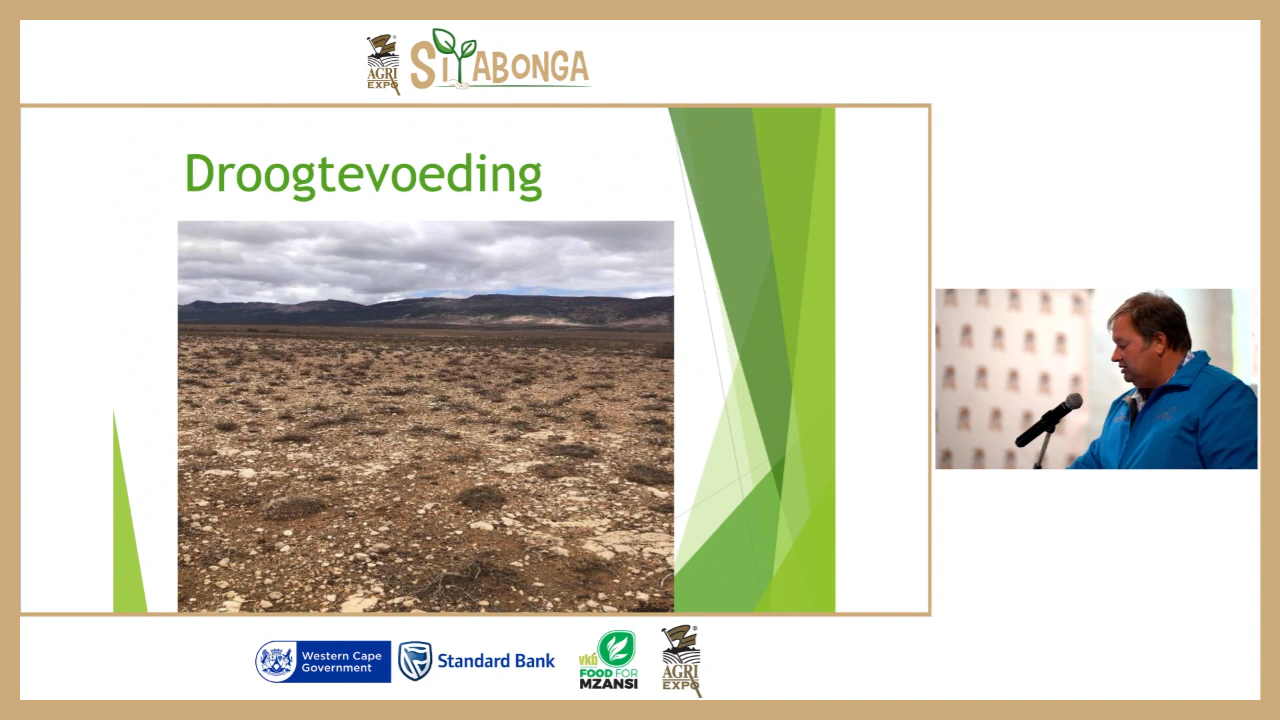 AGRI
EXPO
SIYABONGA
Droogtevoeding
Western Cape
Government
Standard Bank
vkb
FOOD FOR
MZANSI
AGRI
EXPO